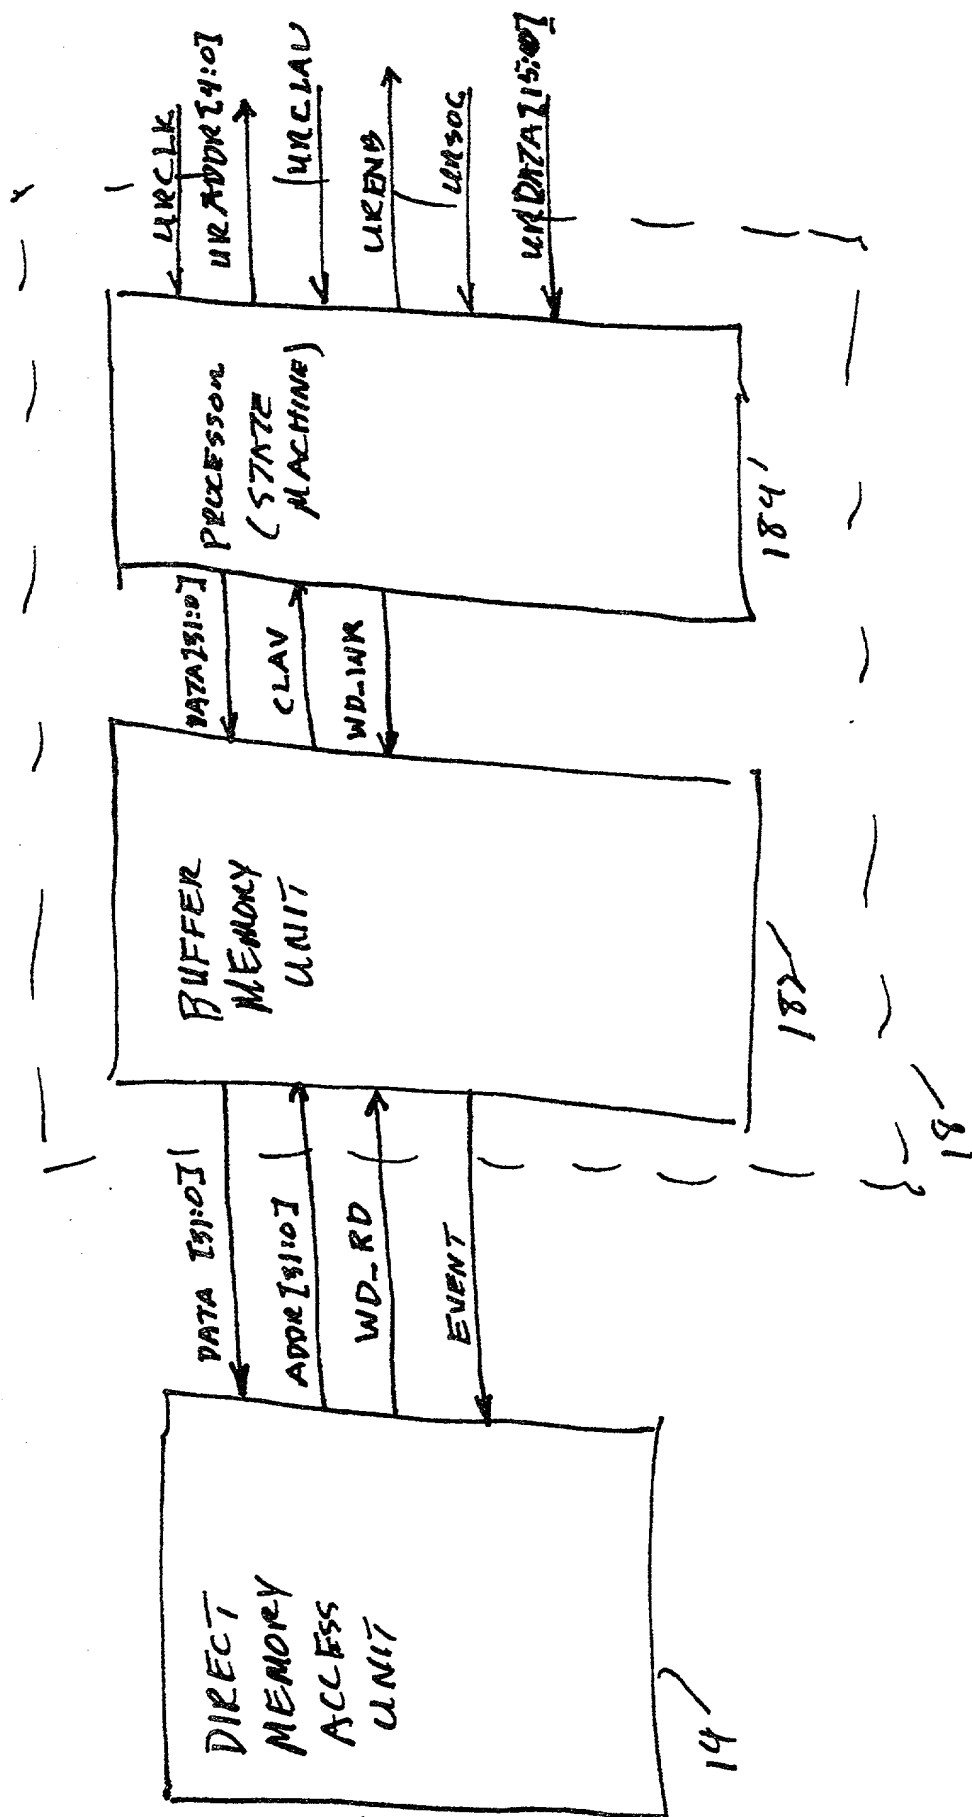 DIRECT
MEMORY
ACCESS
UNIT
14
DATA [31:0]
ADDR[31:0]
WD_RD
EVENT
BUFFER
MEMORY
UNIT
182
18
DATA[31:0]
CLAV
WD_WR
PROCESSOR
(STATE
MACHINE)
184
URCLK
URADDR[4:0]
URCLAV
URENB
URSOC
URDATA[15:0]